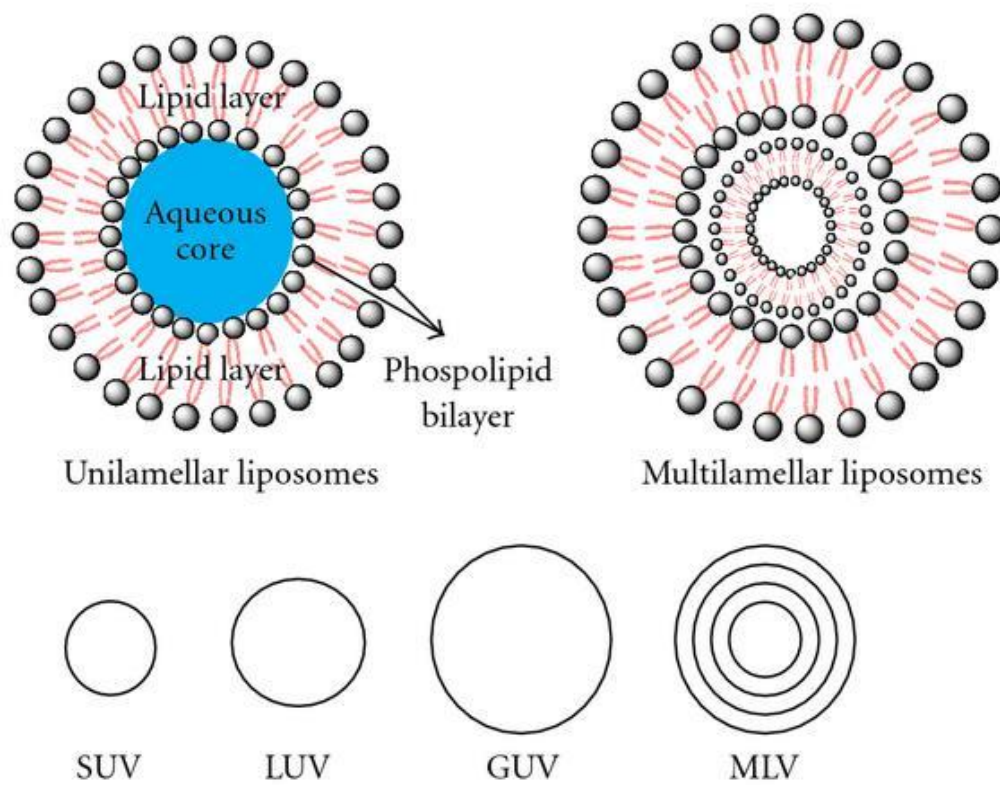 Lipid layer
Aqueous
core
Lipid layer
Phospolipid
bilayer
Unilamellar liposomes
Multilamellar liposomes
SUV
LUV
GUV
MLV